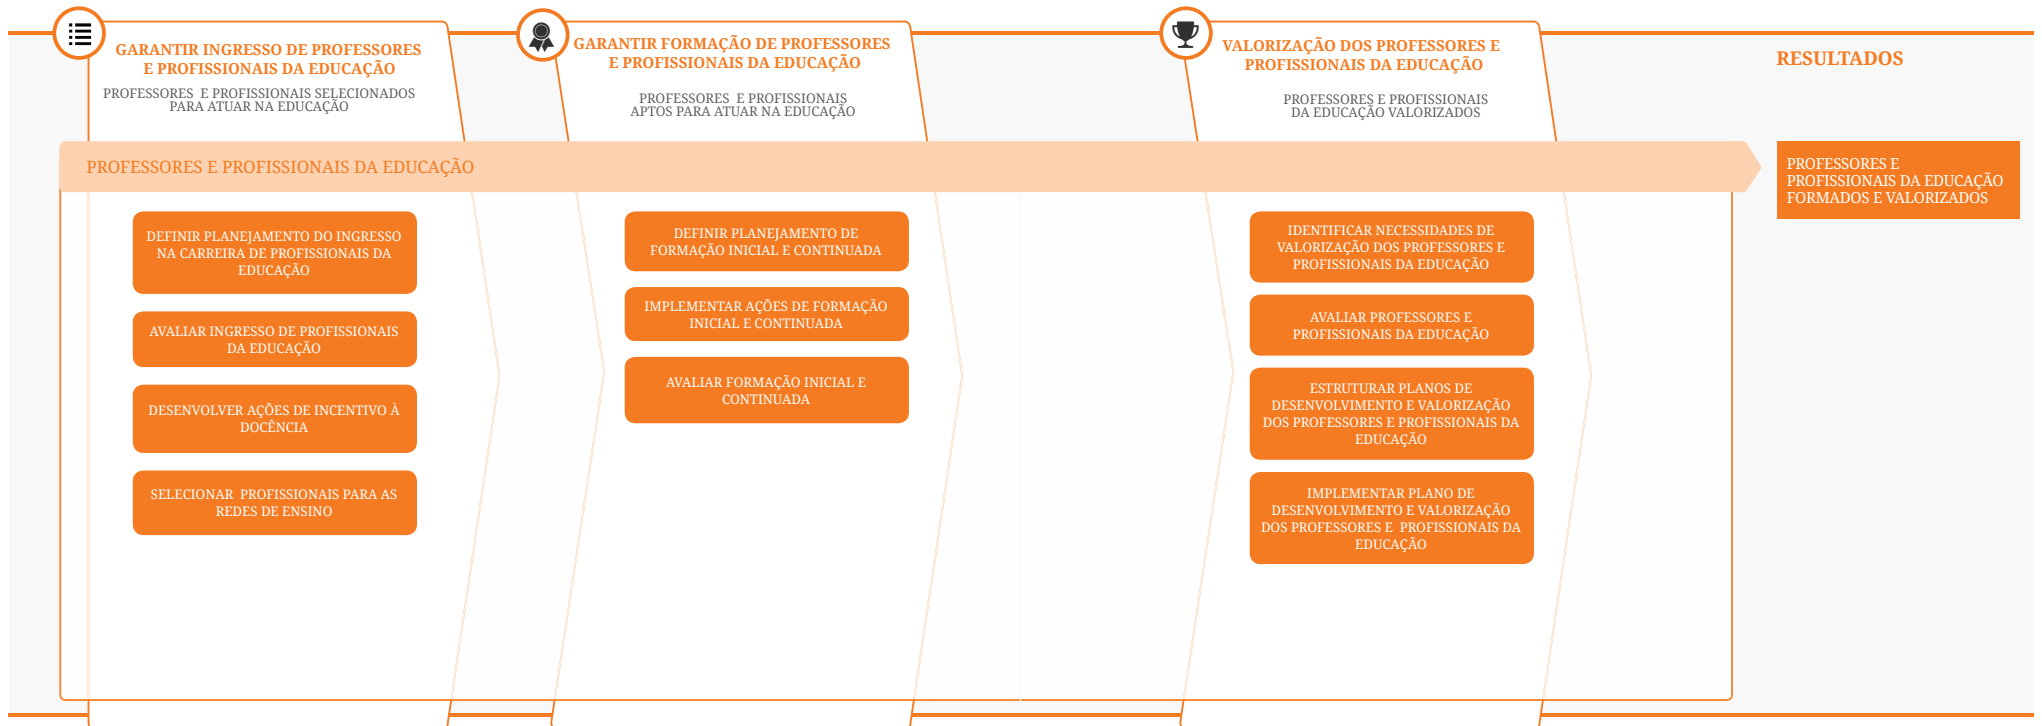 GARANTIR INGRESSO DE PROFESSORES
E PROFISSIONAIS DA EDUCAÇÃO
PROFESSORES E PROFISSIONAIS SELECIONADOS
PARA ATUAR NA EDUCAÇÃO
GARANTIR FORMAÇÃO DE PROFESSORES
E PROFISSIONAIS DA EDUCAÇÃO
PROFESSORES E PROFISSIONAIS
APTOS PARA ATUAR NA EDUCAÇÃO
VALORIZAÇÃO DOS PROFESSORES E
PROFISSIONAIS DA EDUCAÇÃO
PROFESSORES E PROFISSIONAIS
DA EDUCAÇÃO VALORIZADOS
RESULTADOS
PROFESSORES E PROFISSIONAIS DA EDUCAÇÃO
PROFESSORES E
PROFISSIONAIS DA EDUCAÇÃO
FORMADOS E VALORIZADOS
DEFINIR PLANEJAMENTO DO INGRESSO
NA CARREIRA DE PROFISSIONAIS DA
EDUCAÇÃO
AVALIAR INGRESSO DE PROFISSIONAIS
DA EDUCAÇÃO
DESENVOLVER AÇÕES DE INCENTIVO À
DOCÊNCIA
SELECIONAR PROFISSIONAIS PARA AS
REDES DE ENSINO
DEFINIR PLANEJAMENTO DE
FORMAÇÃO INICIAL E CONTINUADA
IMPLEMENTAR AÇÕES DE FORMAÇÃO
INICIAL E CONTINUADA
AVALIAR FORMAÇÃO INICIAL E
CONTINUADA
IDENTIFICAR NECESSIDADES DE
VALORIZAÇÃO DOS PROFESSORES E
PROFISSIONAIS DA EDUCAÇÃO
AVALIAR PROFESSORES E
PROFISSIONAIS DA EDUCAÇÃO
ESTRUTURAR PLANOS DE
DESENVOLVIMENTO E VALORIZAÇÃO
DOS PROFESSORES E PROFISSIONAIS DA
EDUCAÇÃO
IMPLEMENTAR PLANO DE
DESENVOLVIMENTO E VALORIZAÇÃO
DOS PROFESSORES E PROFISSIONAIS DA
EDUCAÇÃO